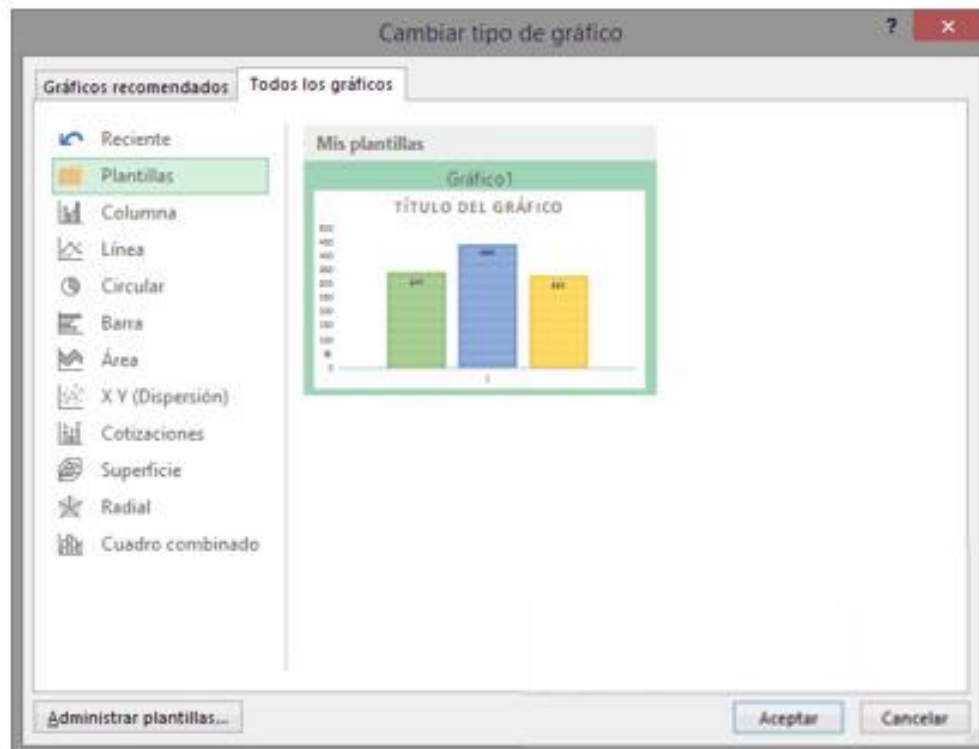 Cambiar tipo de gráfico
?
Gráficos recomendados
Todos los gráficos
Reciente
Plantillas
Columna
Línea
Circular
Barra
Área
X Y (Dispersión)
Cotizaciones
Superficie
Radial
Cuadro combinado
Mis plantillas
Gráfico1
TÍTULO DEL GRÁFICO
1
Administrar plantillas...
Aceptar
Cancelar